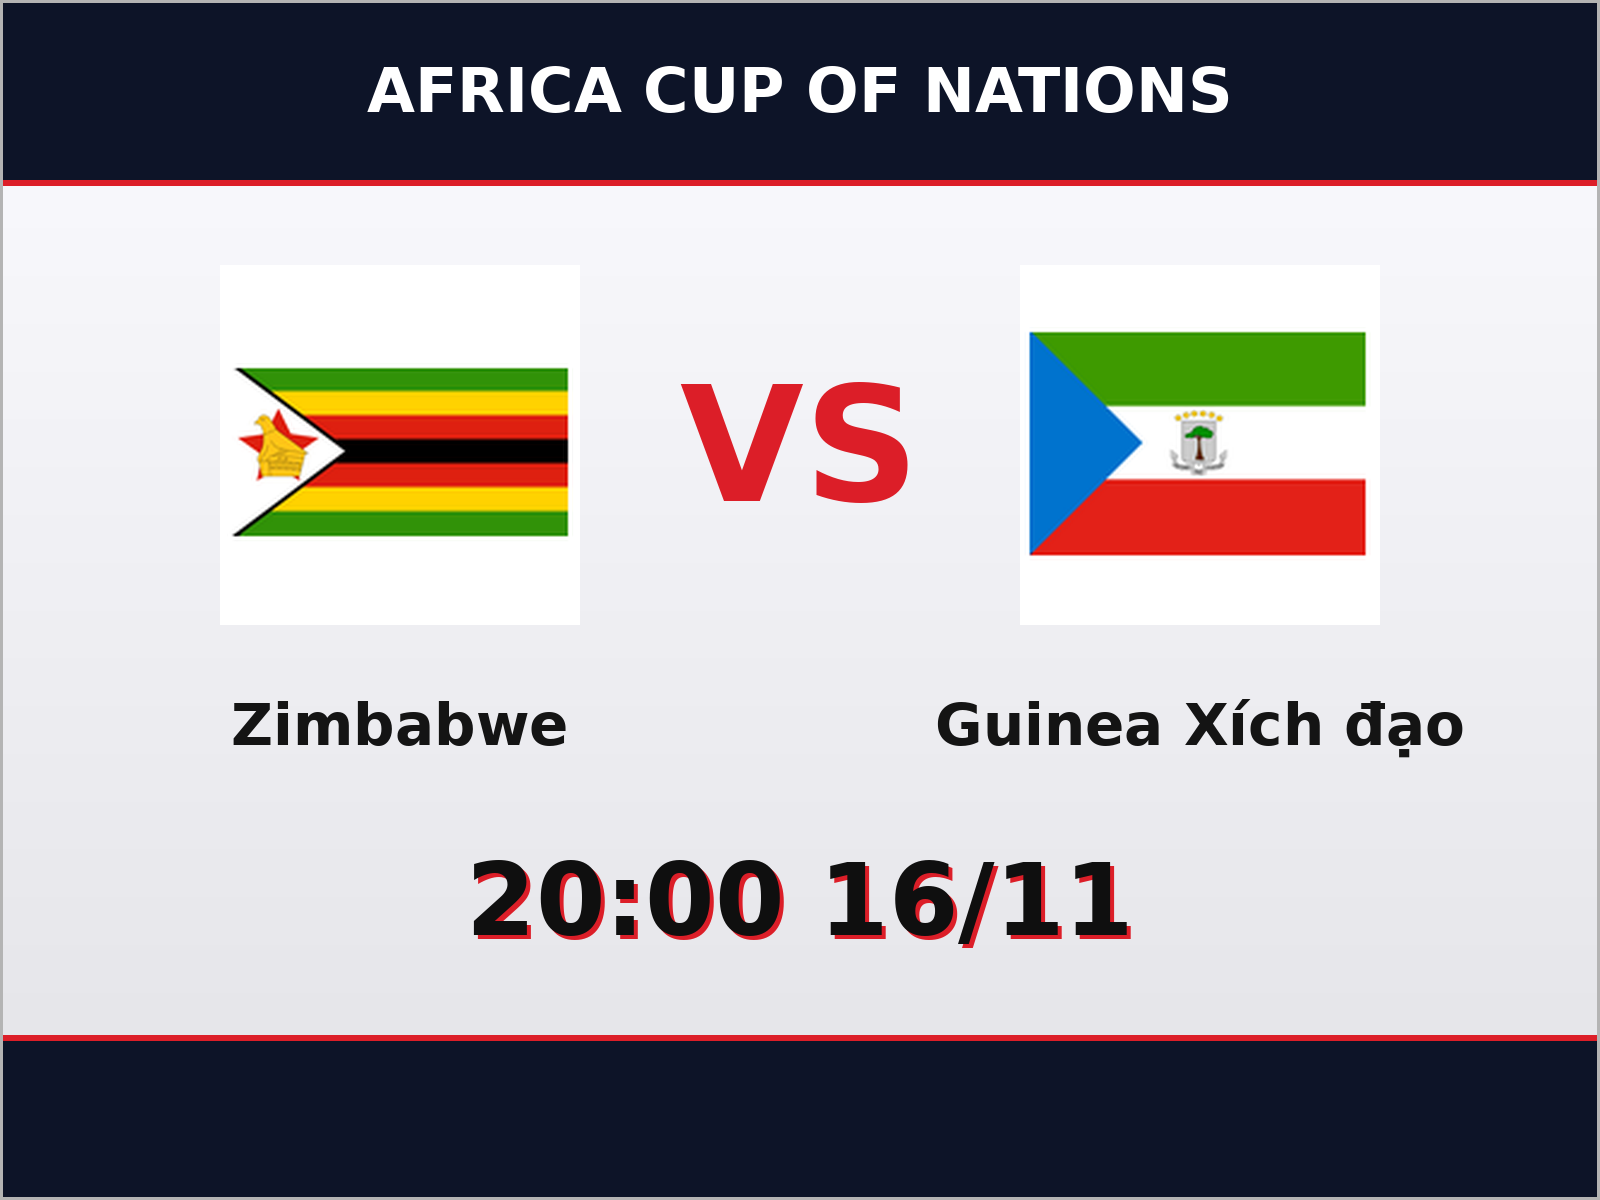 AFRICA CUP OF NATIONS
VS
Zimbabwe
Guinea Xích đạo
20:00 16/11